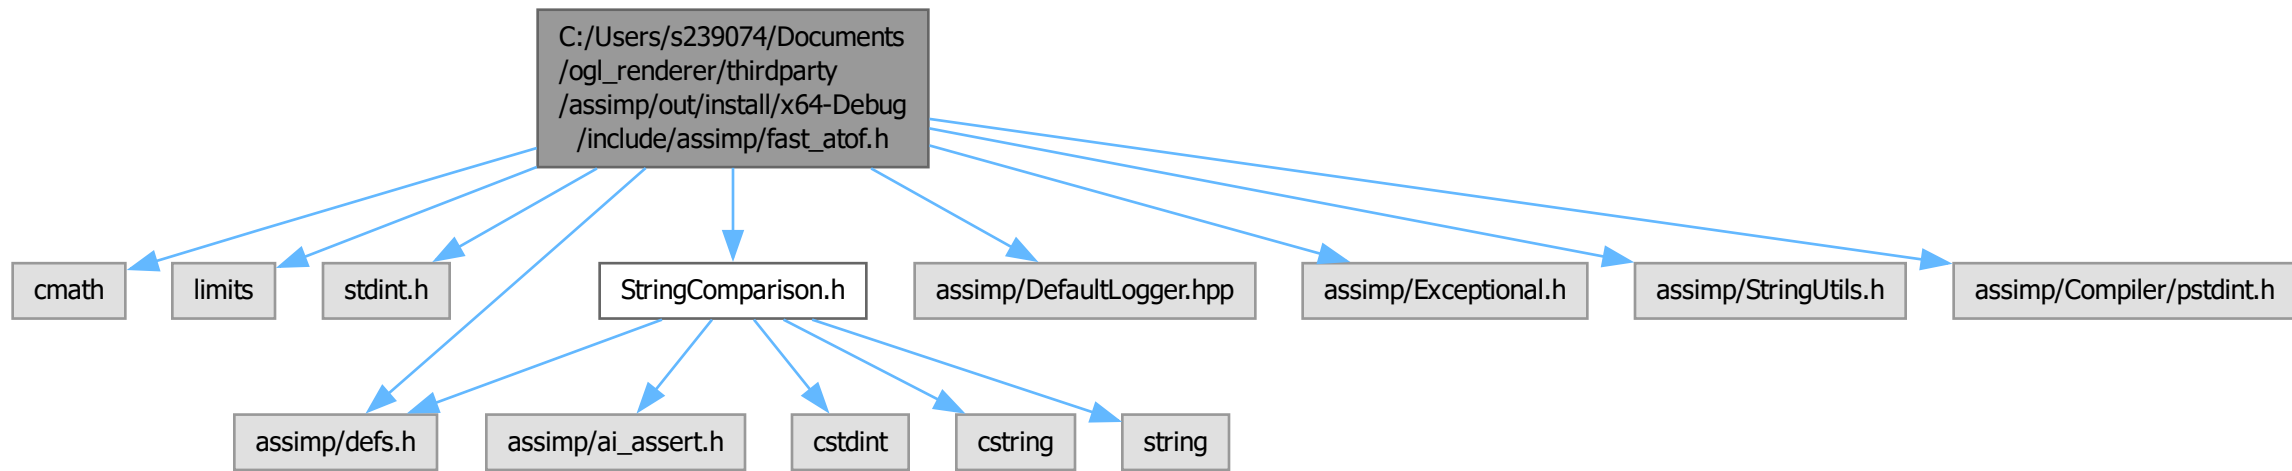 C:/Users/s239074/Documents
/ogl_renderer/thirdparty
/assimp/out/install/x64-Debug
/include/assimp/fast_atof.h
cmath
limits
stdint.h
StringComparison.h
assimp/DefaultLogger.hpp
assimp/Exceptional.h
assimp/StringUtils.h
assimp/Compiler/pstdint.h
assimp/defs.h
assimp/ai_assert.h
cstdint
cstring
string